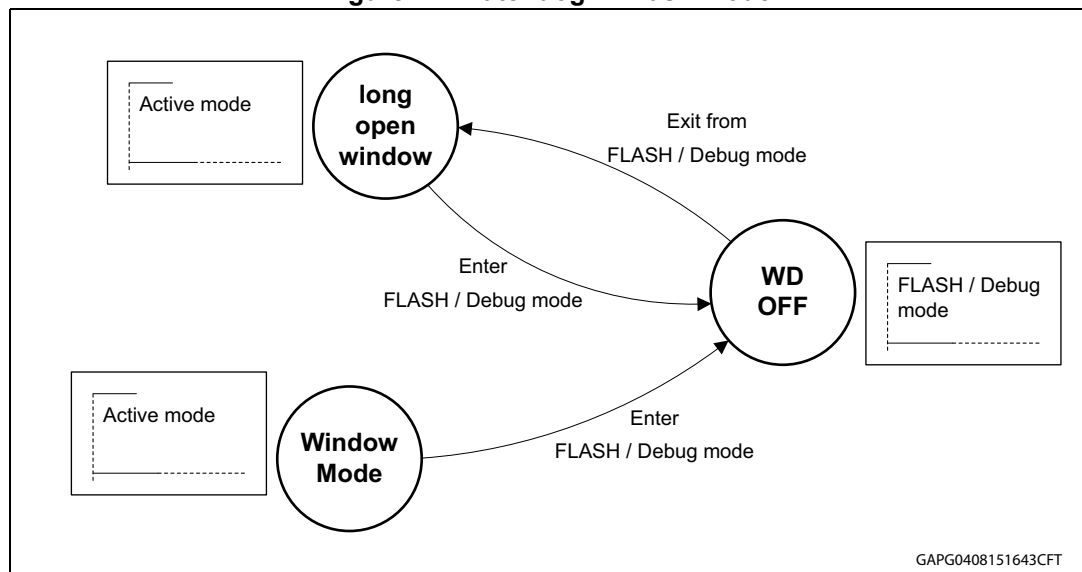 Active mode
long
open
window
Exit from
FLASH / Debug mode
Enter
FLASH / Debug mode
WD
OFF
FLASH / Debug
mode
Active mode
Window
Mode
Enter
FLASH / Debug mode
GAPG0408151643CFT